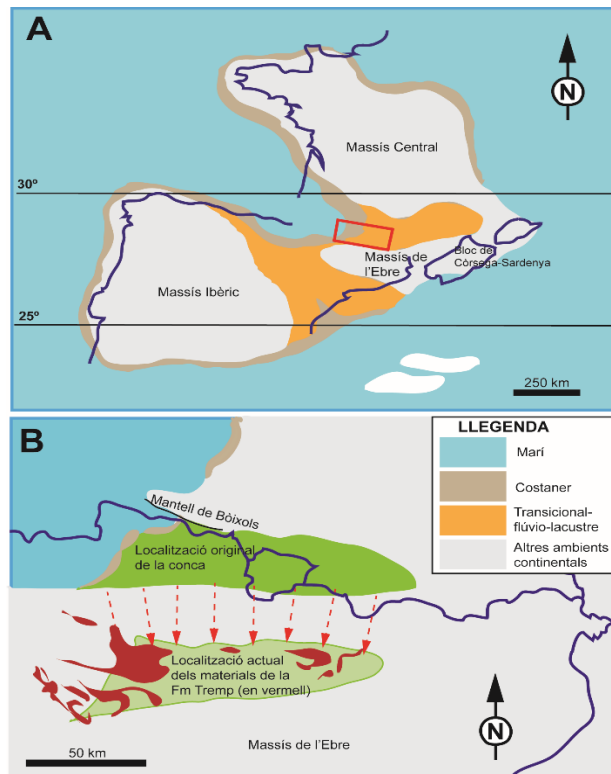 A
N
Massís Central
30º
Massís de
l'Ebre
Bloc de
Còrsega-Sardenya
Massís Ibèric
25º
250 km
B
LLEGENDA
Marí
Costaner
Transicional-
flúvio-lacustre
Altres ambients
continentals
Mantell de Bòixols
Localització original
de la conca
Localització actual
dels materials de la
Fm Tremp (en vermell)
N
50 km
Massís de l'Ebre